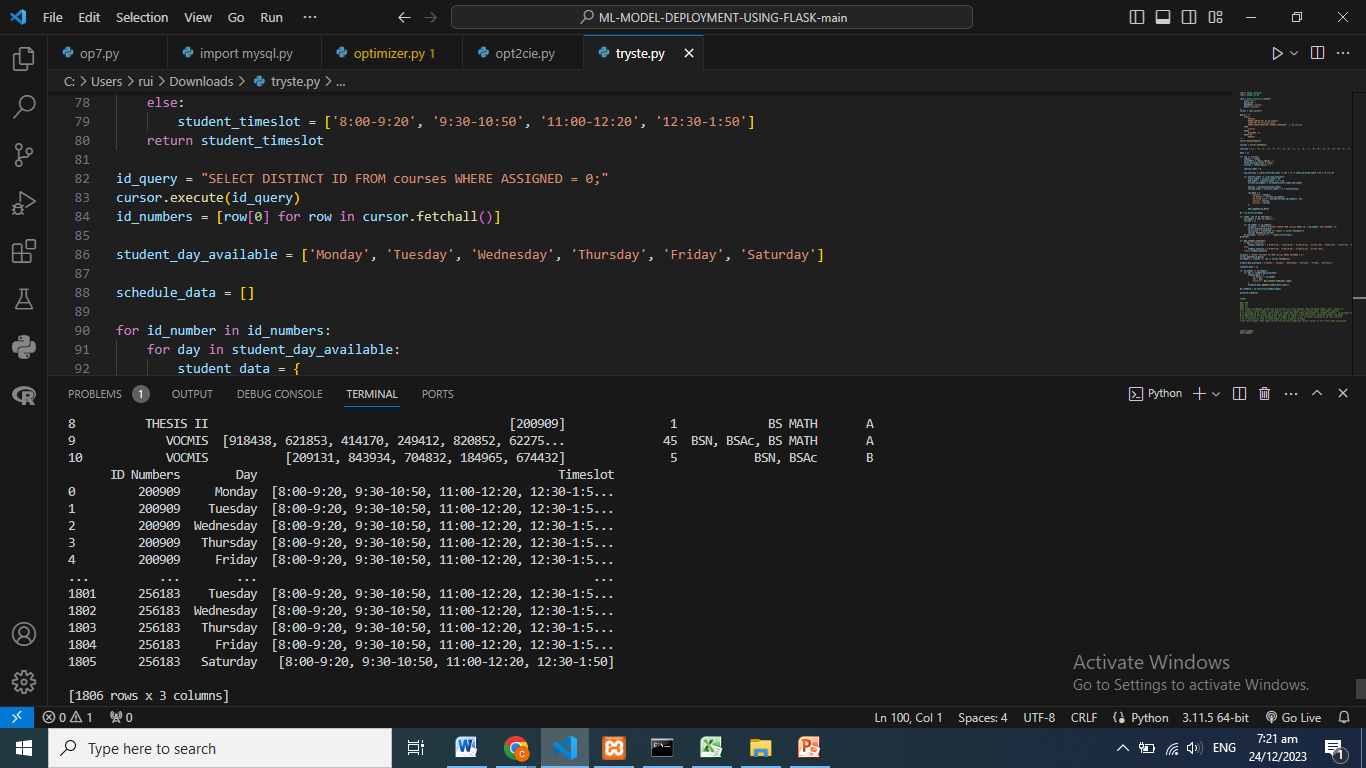 File Edit Selection View Go Run ··· ML-MODEL-DEPLOYMENT-USING-FLASK-main
op7.py import mysql.py optimizer.py 1 opt2cie.py tryste.py
C: > Users > rui > Downloads > tryste.py > ...
78 else:
79 student_timeslot = ['8:00-9:20', '9:30-10:50', '11:00-12:20', '12:30-1:50']
80 return student_timeslot
81
82 id_query = "SELECT DISTINCT ID FROM courses WHERE ASSIGNED = 0;"
83 cursor.execute(id_query)
84 id_numbers = [row[0] for row in cursor.fetchall()]
85
86 student_day_available = ['Monday', 'Tuesday', 'Wednesday', 'Thursday', 'Friday', 'Saturday']
87
88 schedule_data = []
89
90 for id_number in id_numbers:
91 for day in student_day_available:
92 student_data = {
PROBLEMS 1 OUTPUT DEBUG CONSOLE TERMINAL PORTS Python
8 THESIS II [200909] 1 BS MATH A
9 VOCMIS [918438, 621853, 414170, 249412, 820852, 62275... 45 BSN, BSAc, BS MATH A
10 VOCMIS [209131, 843934, 704832, 184965, 674432] 5 BSN, BSAc B
ID Numbers Day Timeslot
0 200909 Monday [8:00-9:20, 9:30-10:50, 11:00-12:20, 12:30-1:5...
1 200909 Tuesday [8:00-9:20, 9:30-10:50, 11:00-12:20, 12:30-1:5...
2 200909 Wednesday [8:00-9:20, 9:30-10:50, 11:00-12:20, 12:30-1:5...
3 200909 Thursday [8:00-9:20, 9:30-10:50, 11:00-12:20, 12:30-1:5...
4 200909 Friday [8:00-9:20, 9:30-10:50, 11:00-12:20, 12:30-1:5...
... ... ... ...
1801 256183 Tuesday [8:00-9:20, 9:30-10:50, 11:00-12:20, 12:30-1:5...
1802 256183 Wednesday [8:00-9:20, 9:30-10:50, 11:00-12:20, 12:30-1:5...
1803 256183 Thursday [8:00-9:20, 9:30-10:50, 11:00-12:20, 12:30-1:5...
1804 256183 Friday [8:00-9:20, 9:30-10:50, 11:00-12:20, 12:30-1:5...
1805 256183 Saturday [8:00-9:20, 9:30-10:50, 11:00-12:20, 12:30-1:50]
Activate Windows
Go to Settings to activate Windows.
[1806 rows x 3 columns]
0 1 0 Ln 100, Col 1 Spaces: 4 UTF-8 CRLF Python 3.11.5 64-bit Go Live
Type here to search ENG 7:21 am
24/12/2023 1